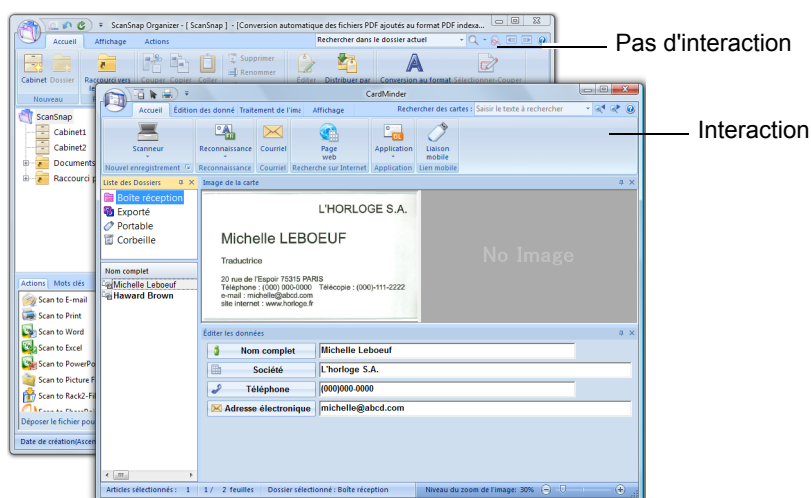 ScanSnap Organizer - [ ScanSnap ] - [Conversion automatique des fichiers PDF ajoutés au format PDF indexa...
Accueil Affichage Actions Rechercher dans le dossier actuel
Pas d'interaction
Supprimer
Renommer
Cabinet Dossier Raccourci vers Couper Copier Coller Éditer Distribuer par Conversion au format Sélectionner-Couper
Nouveau
CardMinder
Accueil Édition des donné Traitement de l'ima Affichage Rechercher des cartes : Saisir le texte à rechercher
Interaction
Scanneur Reconnaissance Courriel Page web Application Liaison mobile
Nouvel enregistrement Reconnaissance Courriel Recherche sur Internet Application Lien mobile
ScanSnap
Cabinet1
Cabinet2
Documents
Raccourci p
Liste des Dossiers
Boîte réception
Exporté
Portable
Corbeille
Nom complet
Michelle Leboeuf
Haward Brown
Image de la carte
L'HORLOGE S.A.
Michelle LEBOEUF
Traductrice
20 rue de l'Espoir 75315 PARIS
Téléphone : (000) 000-0000 Télécopie : (000)-111-2222
e-mail : michelle@abcd.com
site internet : www.horloge.fr
No Image
Actions Mots clés
Scan to E-mail
Scan to Print
Scan to Word
Scan to Excel
Scan to PowerPo
Scan to Picture F
Scan to Rack2-Fil
Déposer le fichier pou
Date de création(Ascen
Éditer les données
Nom complet Michelle Leboeuf
Société L'horloge S.A.
Téléphone (000)000-0000
Adresse électronique michelle@abcd.com
Articles sélectionnés : 1 1 / 2 feuilles Dossier sélectionné : Boîte réception Niveau du zoom de l'image: 30%